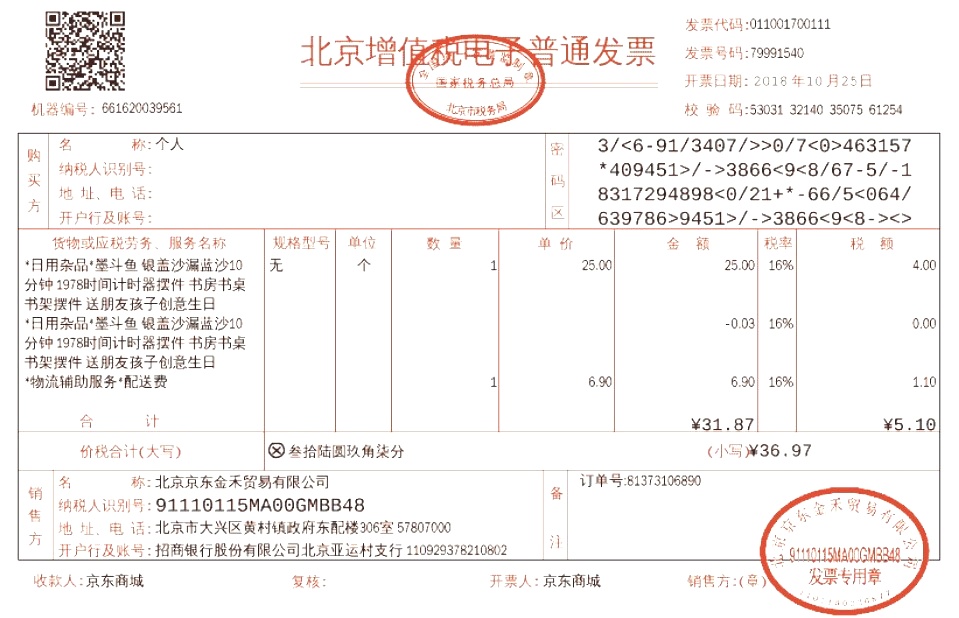 北京增值税电子普通发票
国家税务总局
北京市税务局
机器编号: 661620039561
发票代码:011001700111
发票号码:79991540
开票日期: 2018年10月25日
校 验 码:53031 32140 35075 61254
购买方
名 称:个人
纳税人识别号:
地 址、电 话:
开户行及账号:
密码区
3/<6-91/3407/>>0/7<0>463157
*409451>/->3866<9<8/67-5/-1
8317294898<0/21+*-66/5<064/
639786>9451>/->3866<9<8-><>
货物或应税劳务、服务名称 规格型号 单位 数 量 单 价 金 额 税率 税 额
*日用杂品*墨斗鱼 银盖沙漏蓝沙10 无 个 1 25.00 25.00 16% 4.00
分钟 1978时间计时器摆件 书房书桌
书架摆件 送朋友孩子创意生日
*日用杂品*墨斗鱼 银盖沙漏蓝沙10 -0.03 16% 0.00
分钟 1978时间计时器摆件 书房书桌
书架摆件 送朋友孩子创意生日
*物流辅助服务*配送费 1 6.90 6.90 16% 1.10
合 计 ¥31.87 ¥5.10
价税合计(大写) ⊗叁拾陆圆玖角柒分 (小写)¥36.97
销售方
名 称:北京京东金禾贸易有限公司
纳税人识别号:91110115MA00GMBB48
地 址、电 话:北京市大兴区黄村镇政府东配楼306室 57807000
开户行及账号:招商银行股份有限公司北京亚运村支行 110929378210802
备注
订单号:81373106890
北京京东金禾贸易有限公司
91110115MA00GMBB48
发票专用章
收款人:京东商城 复核: 开票人:京东商城 销售方:(章)